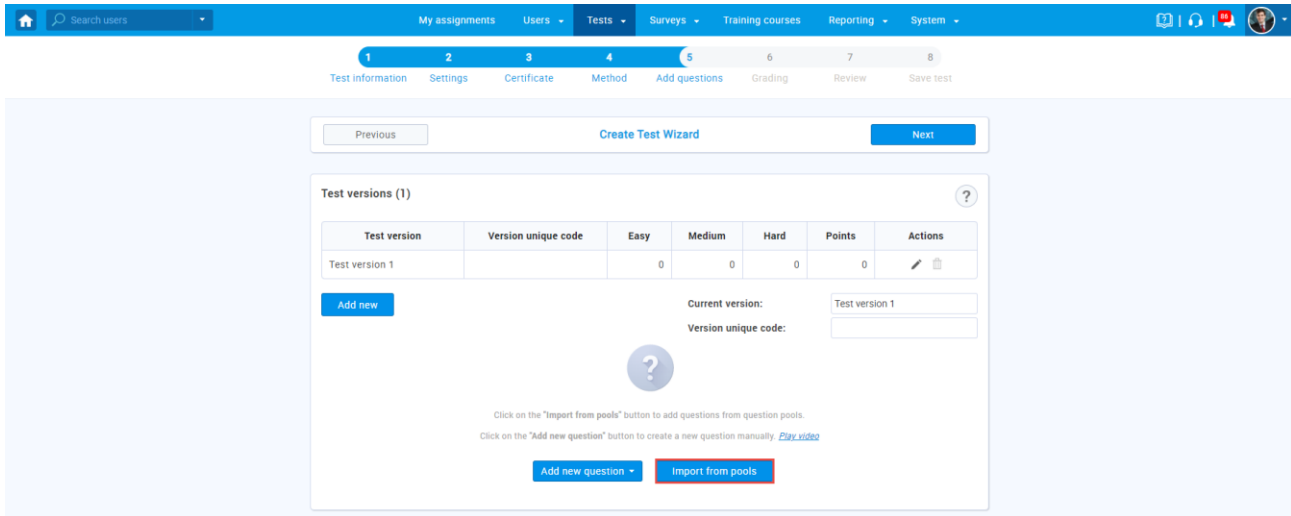 Search users
My assignments Users Tests Surveys Training courses Reporting System
86
1 2 3 4 5 6 7 8
Test information Settings Certificate Method Add questions Grading Review Save test
Previous Create Test Wizard Next
Test versions (1) ?
Test version Version unique code Easy Medium Hard Points Actions
Test version 1 0 0 0 0
Add new Current version: Test version 1
Version unique code:
?
Click on the "Import from pools" button to add questions from question pools.
Click on the "Add new question" button to create a new question manually. Play video
Add new question Import from pools